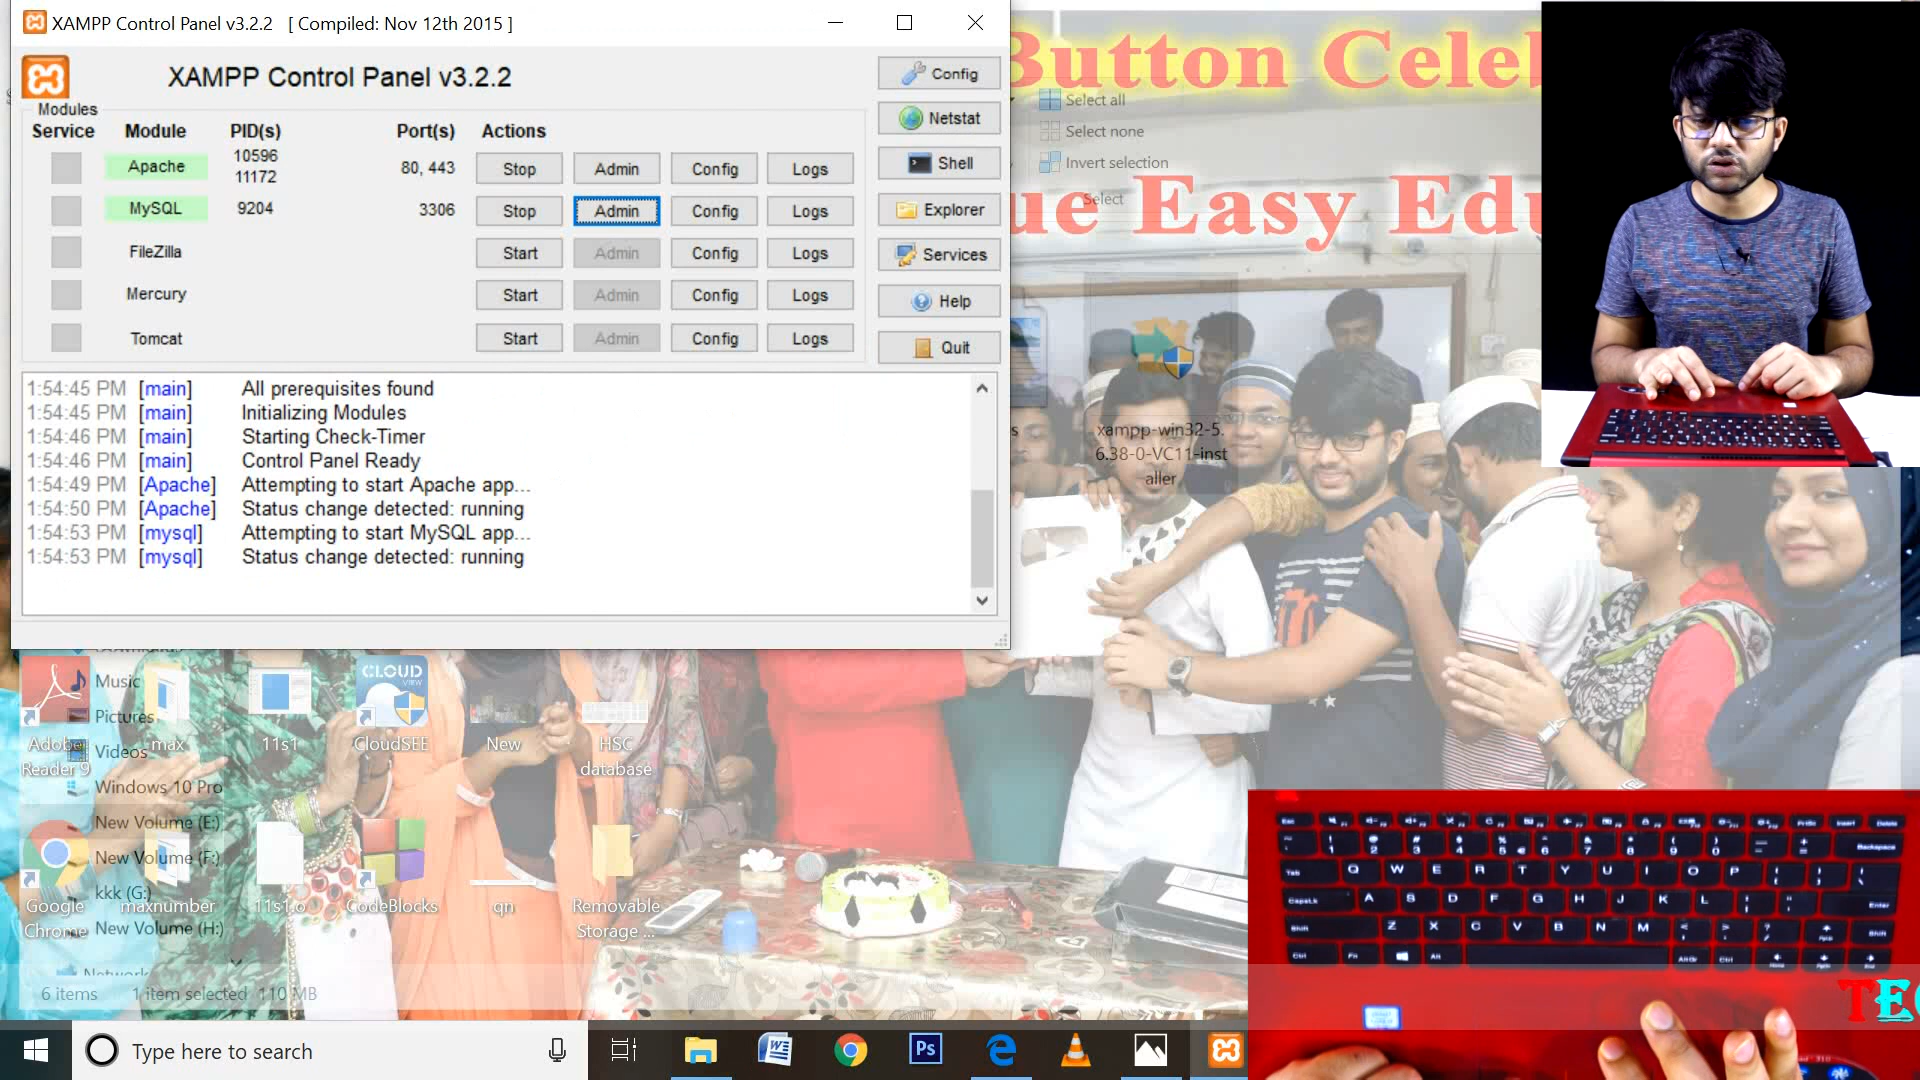 XAMPP Control Panel v3.2.2 [ Compiled: Nov 12th 2015 ]
XAMPP Control Panel v3.2.2
Modules
Service Module PID(s) Port(s) Actions
Apache 10596 11172 80, 443 Stop Admin Config Logs
MySQL 9204 3306 Stop Admin Config Logs
FileZilla Start Admin Config Logs
Mercury Start Admin Config Logs
Tomcat Start Admin Config Logs
Config
Netstat
Shell
Explorer
Services
Help
Quit
1:54:45 PM [main] All prerequisites found
1:54:45 PM [main] Initializing Modules
1:54:46 PM [main] Starting Check-Timer
1:54:46 PM [main] Control Panel Ready
1:54:49 PM [Apache] Attempting to start Apache app...
1:54:50 PM [Apache] Status change detected: running
1:54:53 PM [mysql] Attempting to start MySQL app...
1:54:53 PM [mysql] Status change detected: running
Button Celeb
ue Easy Edu
Select all
Select none
Invert selection
Select
xampp-win32-5.
6.38-0-VC11-inst
aller
Music
Pictures
Videos
Windows 10 Pro
New Volume (E:)
New Volume (F:)
kkk (G:)
New Volume (H:)
Network
6 items 1 item selected 110 MB
Adobe
Reader 9
max
11s1
CLOUD
VIEW
CloudSEE
New
HSC
database
Google
Chrome
maxnumber
11s1.o
CodeBlocks
qn
Removable
Storage ...
Type here to search
W
Ps
TEC
Q W E R T Y U I O P
A S D F G H J K L
Z X C V B N M